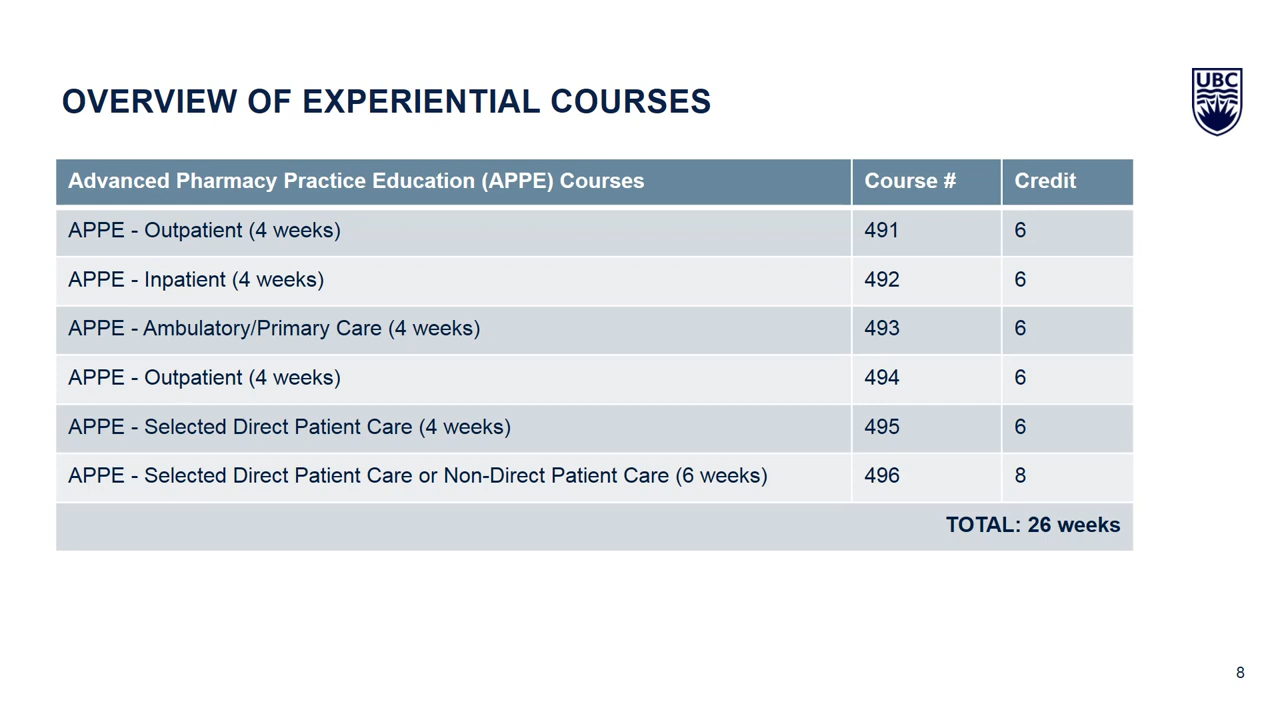 UBC
OVERVIEW OF EXPERIENTIAL COURSES
Advanced Pharmacy Practice Education (APPE) Courses Course # Credit
APPE - Outpatient (4 weeks) 491 6
APPE - Inpatient (4 weeks) 492 6
APPE - Ambulatory/Primary Care (4 weeks) 493 6
APPE - Outpatient (4 weeks) 494 6
APPE - Selected Direct Patient Care (4 weeks) 495 6
APPE - Selected Direct Patient Care or Non-Direct Patient Care (6 weeks) 496 8
TOTAL: 26 weeks
8